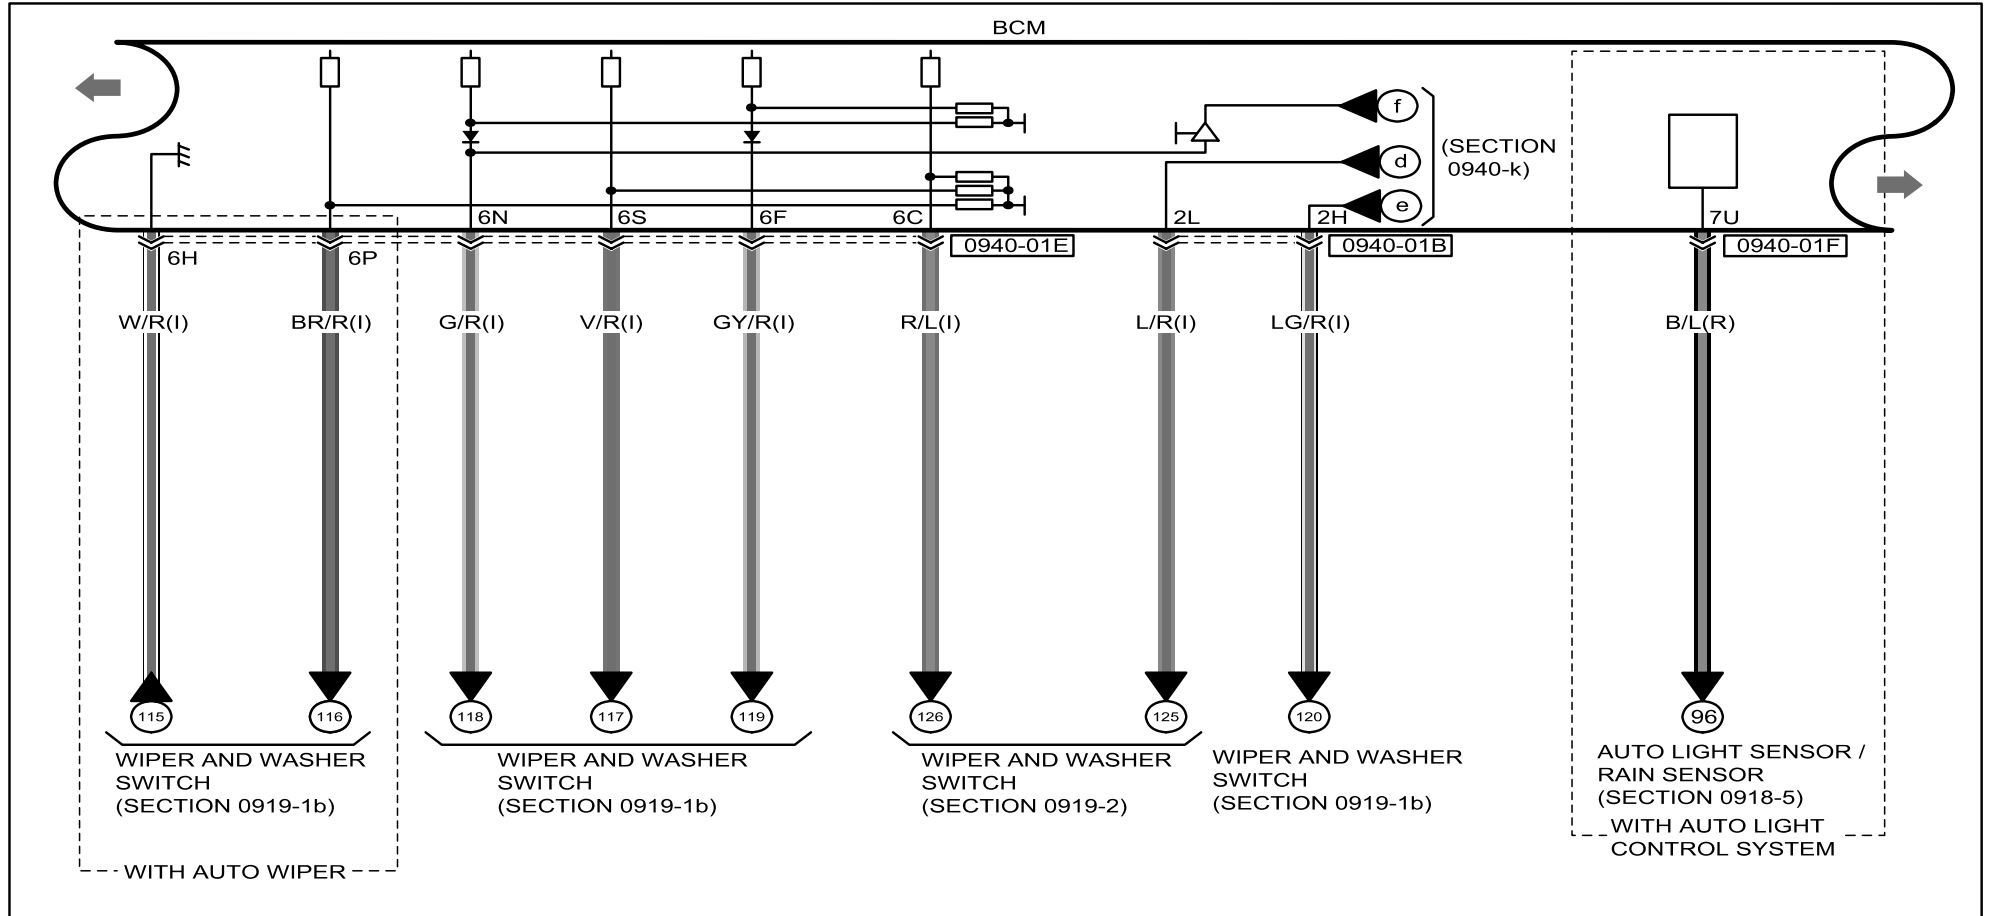 BCM
f
d
e
(SECTION
0940-k)
6N
6S
6F
6C
2L
2H
7U
6H
6P
0940-01E
0940-01B
0940-01F
W/R(I)
BR/R(I)
G/R(I)
V/R(I)
GY/R(I)
R/L(I)
L/R(I)
LG/R(I)
B/L(R)
115
116
118
117
119
126
125
120
96
WIPER AND WASHER
SWITCH
(SECTION 0919-1b)
WIPER AND WASHER
SWITCH
(SECTION 0919-1b)
WIPER AND WASHER
SWITCH
(SECTION 0919-2)
WIPER AND WASHER
SWITCH
(SECTION 0919-1b)
AUTO LIGHT SENSOR /
RAIN SENSOR
(SECTION 0918-5)
WITH AUTO LIGHT
CONTROL SYSTEM
WITH AUTO WIPER